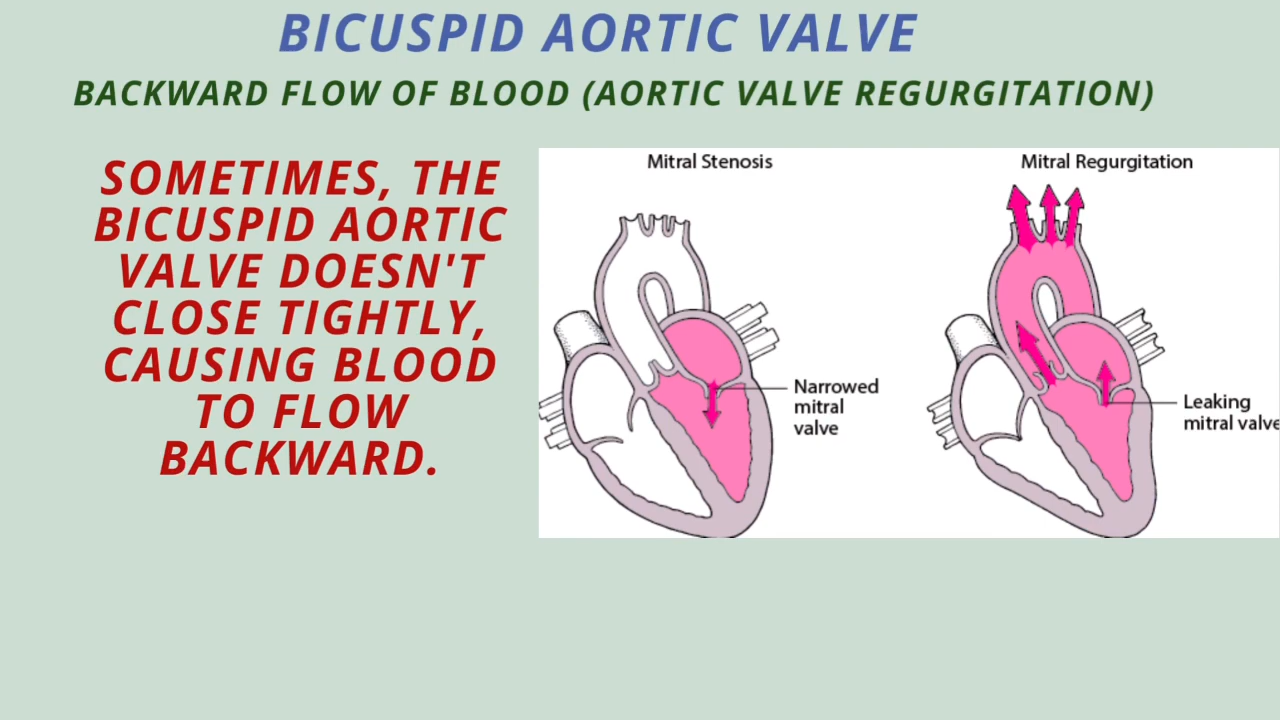 BICUSPID AORTIC VALVE
BACKWARD FLOW OF BLOOD (AORTIC VALVE REGURGITATION)
SOMETIMES, THE
BICUSPID AORTIC
VALVE DOESN'T
CLOSE TIGHTLY,
CAUSING BLOOD
TO FLOW
BACKWARD.
Mitral Stenosis
Narrowed
mitral
valve
Mitral Regurgitation
Leaking
mitral valve